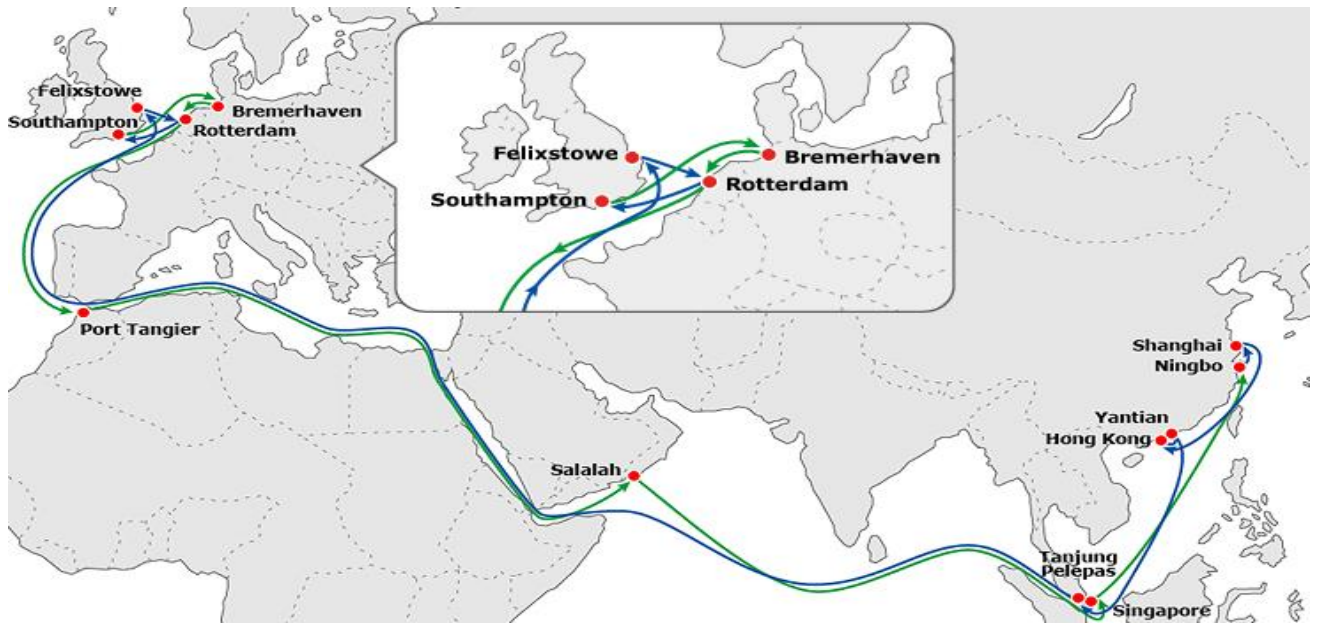 Felixstowe
Southampton
Bremerhaven
Rotterdam
Felixstowe
Southampton
Bremerhaven
Rotterdam
Port Tangier
Shanghai
Ningbo
Yantian
Hong Kong
Salalah
Tanjung
Pelepas
Singapore